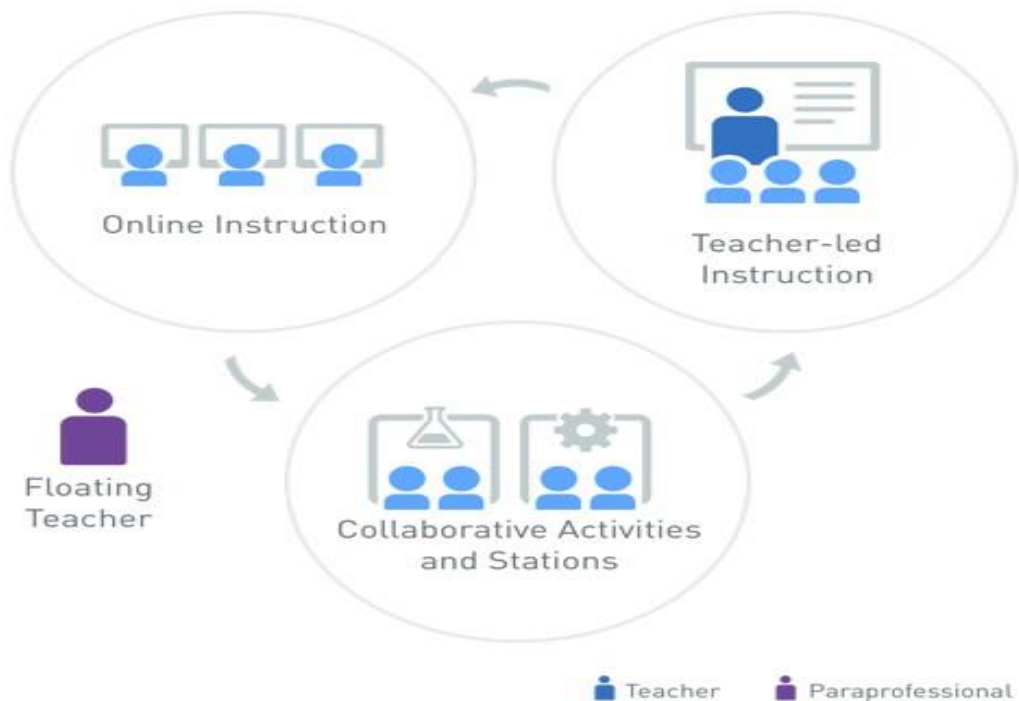 Online Instruction
Teacher-led
Instruction
Floating
Teacher
Collaborative Activities
and Stations
Teacher
Paraprofessional